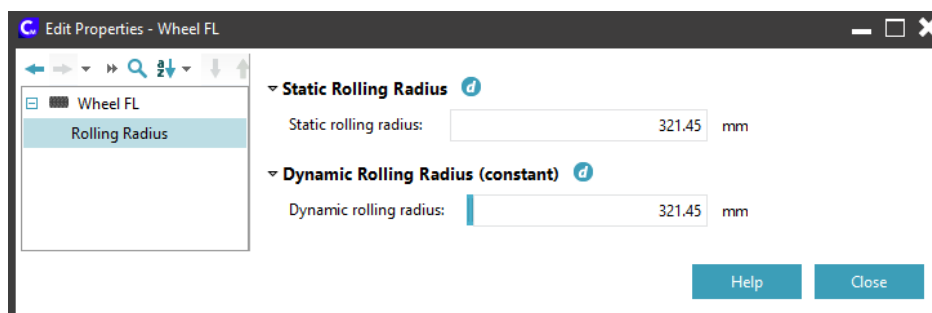 Edit Properties - Wheel FL
Wheel FL
Rolling Radius
Static Rolling Radius d
Static rolling radius: 321.45 mm
Dynamic Rolling Radius (constant) d
Dynamic rolling radius: 321.45 mm
Help Close